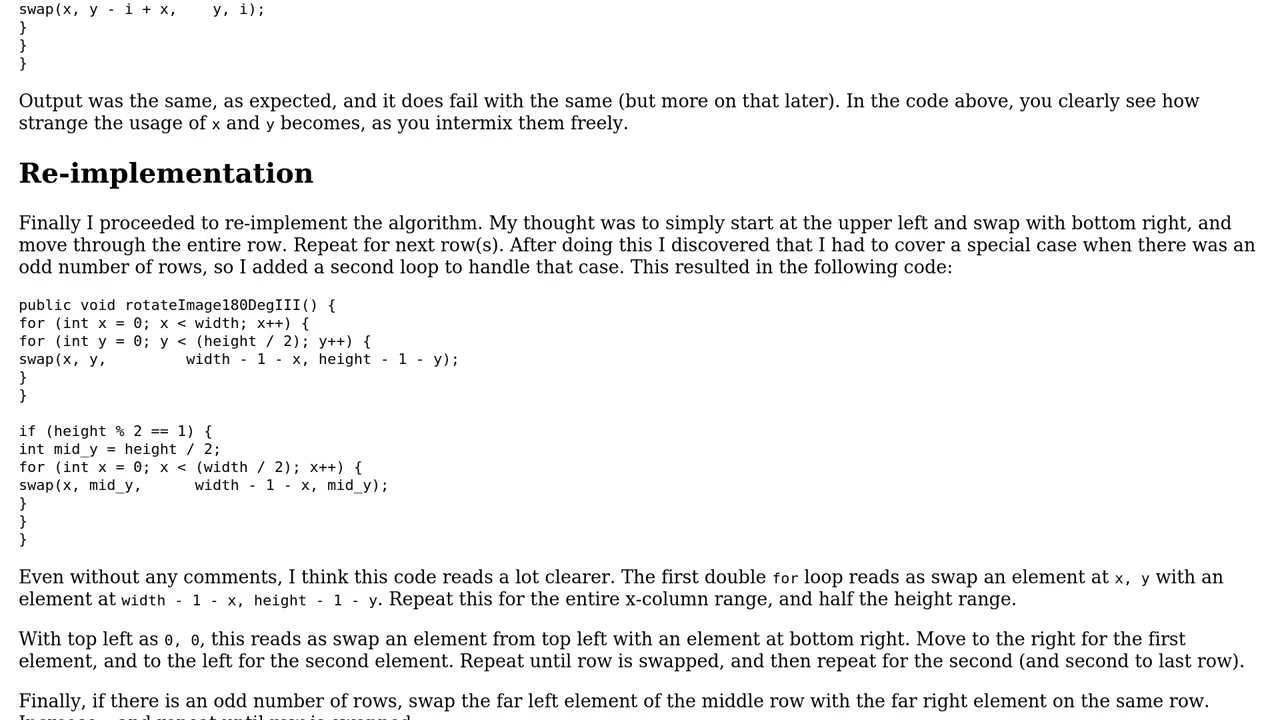 swap(x, y - i + x,    y, i);
}
}
}
Output was the same, as expected, and it does fail with the same (but more on that later). In the code above, you clearly see how
strange the usage of x and y becomes, as you intermix them freely.
Re-implementation
Finally I proceeded to re-implement the algorithm. My thought was to simply start at the upper left and swap with bottom right, and
move through the entire row. Repeat for next row(s). After doing this I discovered that I had to cover a special case when there was an
odd number of rows, so I added a second loop to handle that case. This resulted in the following code:
public void rotateImage180DegIII() {
for (int x = 0; x < width; x++) {
for (int y = 0; y < (height / 2); y++) {
swap(x, y,         width - 1 - x, height - 1 - y);
}
}
if (height % 2 == 1) {
int mid_y = height / 2;
for (int x = 0; x < (width / 2); x++) {
swap(x, mid_y,      width - 1 - x, mid_y);
}
}
}
Even without any comments, I think this code reads a lot clearer. The first double for loop reads as swap an element at x, y with an
element at width - 1 - x, height - 1 - y. Repeat this for the entire x-column range, and half the height range.
With top left as 0, 0, this reads as swap an element from top left with an element at bottom right. Move to the right for the first
element, and to the left for the second element. Repeat until row is swapped, and then repeat for the second (and second to last row).
Finally, if there is an odd number of rows, swap the far left element of the middle row with the far right element on the same row.
and repeat until row is swapped